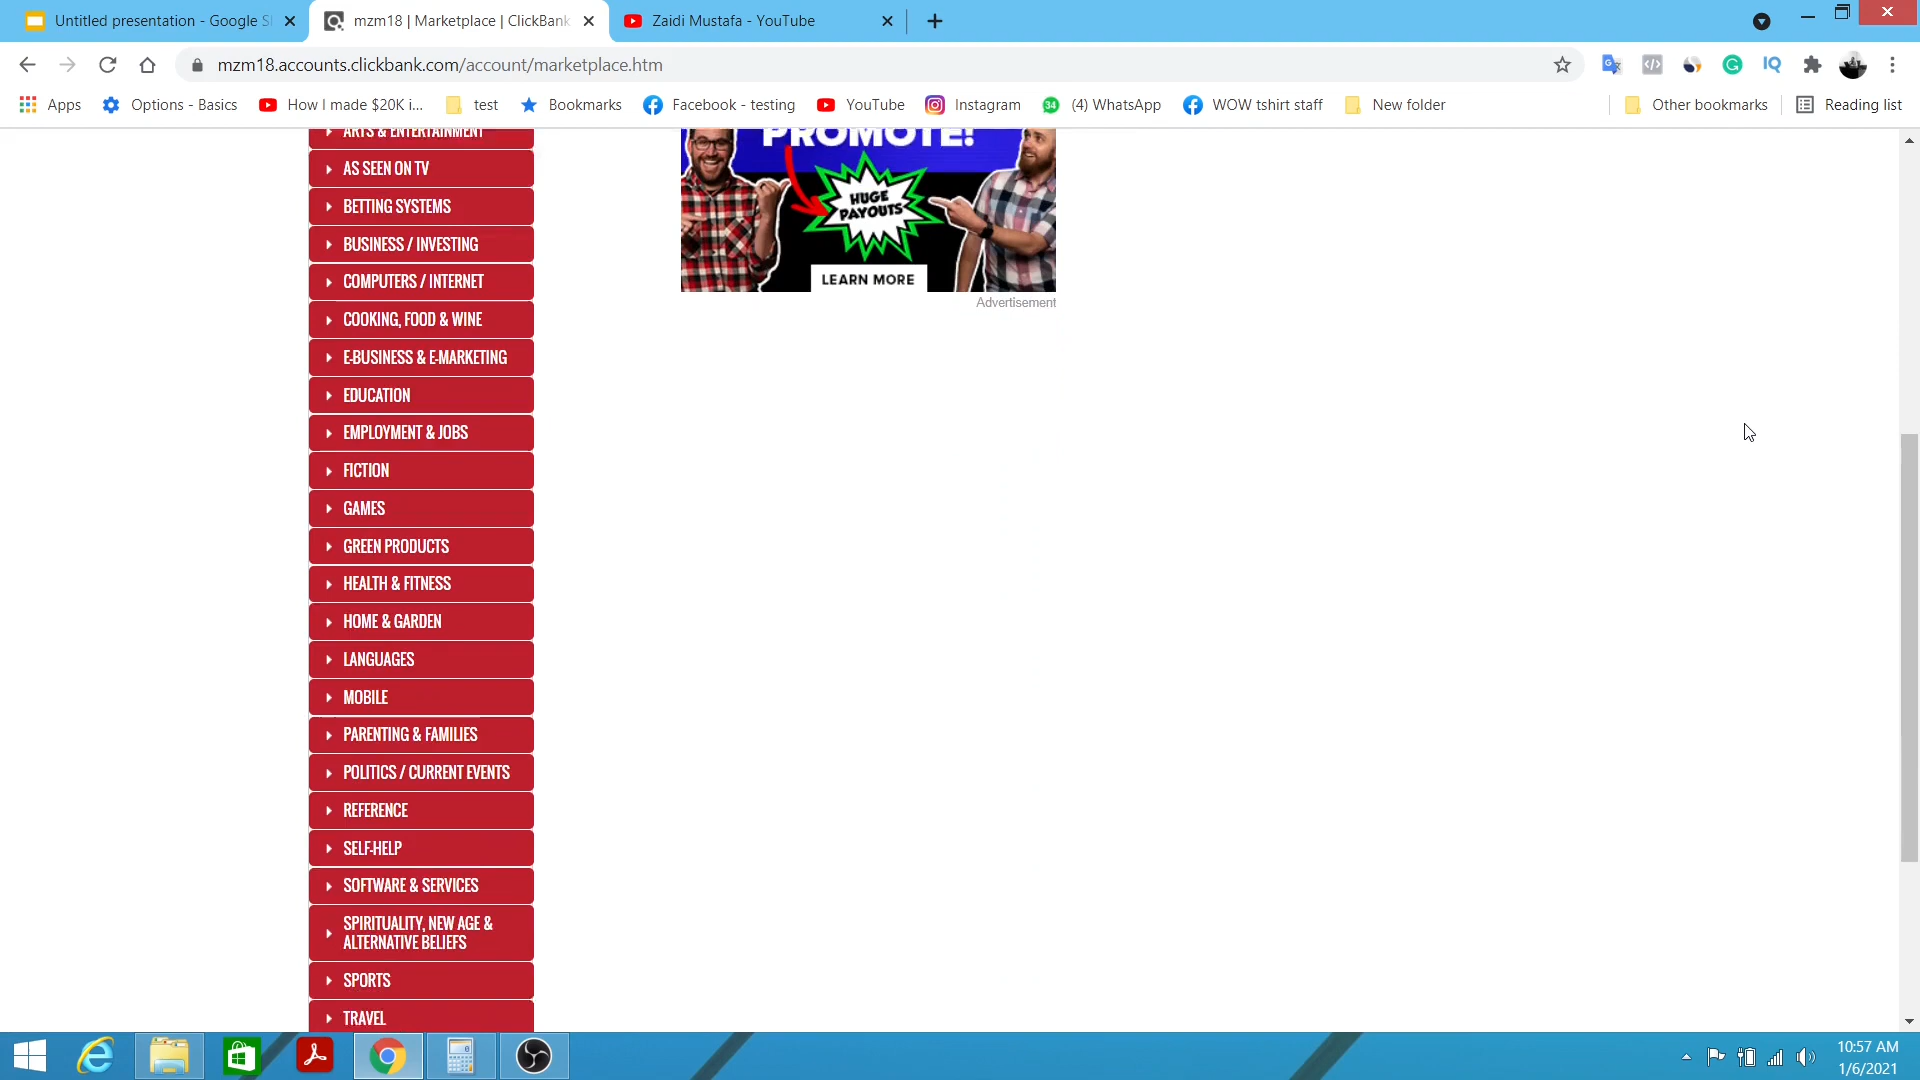 Untitled presentation - Google Sl
mzm18 | Marketplace | ClickBank
Zaidi Mustafa - YouTube
mzm18.accounts.clickbank.com/account/marketplace.htm
Apps
Options - Basics
How I made $20K i...
test
Bookmarks
Facebook - testing
YouTube
Instagram
34
(4) WhatsApp
WOW tshirt staff
New folder
Other bookmarks
Reading list
ARTS & ENTERTAINMENT
AS SEEN ON TV
BETTING SYSTEMS
BUSINESS / INVESTING
COMPUTERS / INTERNET
COOKING, FOOD & WINE
E-BUSINESS & E-MARKETING
EDUCATION
EMPLOYMENT & JOBS
FICTION
GAMES
GREEN PRODUCTS
HEALTH & FITNESS
HOME & GARDEN
LANGUAGES
MOBILE
PARENTING & FAMILIES
POLITICS / CURRENT EVENTS
REFERENCE
SELF-HELP
SOFTWARE & SERVICES
SPIRITUALITY, NEW AGE &
ALTERNATIVE BELIEFS
SPORTS
TRAVEL
PROMOTE!
HUGE
PAYOUTS
LEARN MORE
Advertisement
10:57 AM
1/6/2021